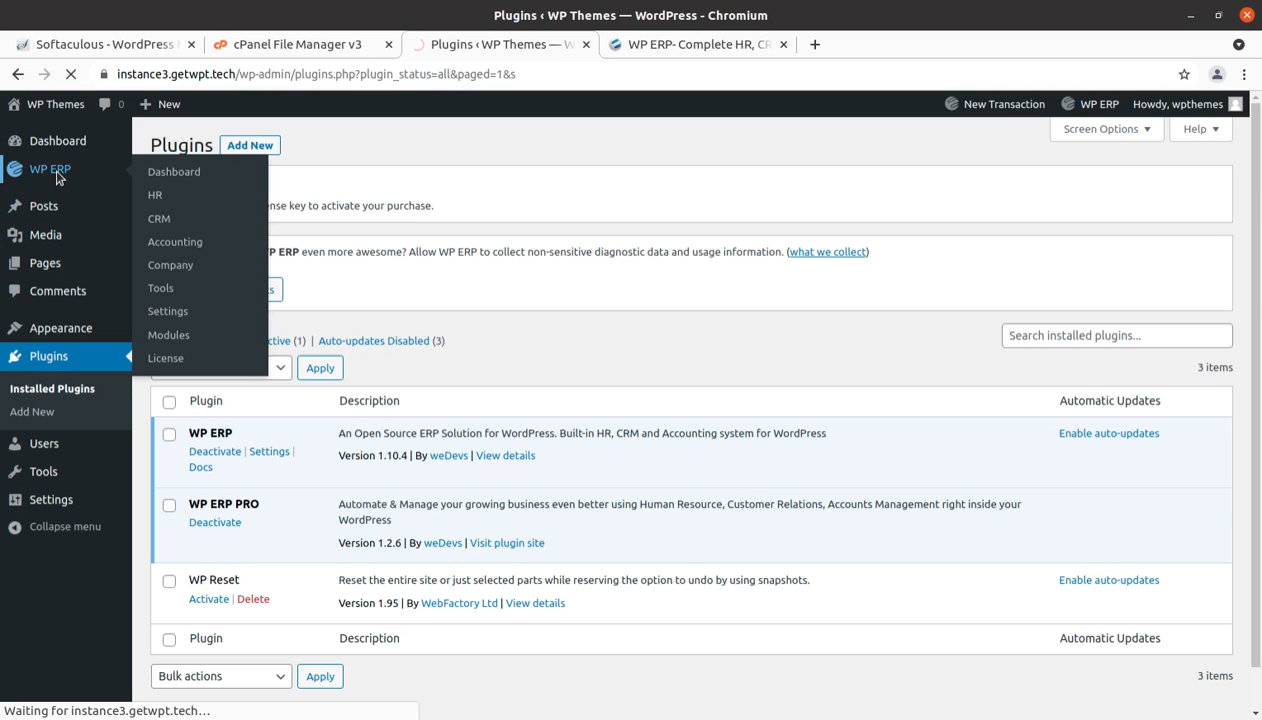 Plugins ‹ WP Themes — WordPress - Chromium
Softaculous - WordPress
cPanel File Manager v3
Plugins ‹ WP Themes — W
WP ERP- Complete HR, CR
instance3.getwpt.tech/wp-admin/plugins.php?plugin_status=all&paged=1&s
WP Themes
0
New
New Transaction
WP ERP
Howdy, wpthemes
Dashboard
WP ERP
Posts
Media
Pages
Comments
Appearance
Plugins
Installed Plugins
Add New
Users
Tools
Settings
Collapse menu
Dashboard
HR
CRM
Accounting
Company
Tools
Settings
Modules
License
Plugins
Add New
Screen Options
Help
ense key to activate your purchase.
P ERP even more awesome? Allow WP ERP to collect non-sensitive diagnostic data and usage information. (what we collect)
s
ctive (1) | Auto-updates Disabled (3)
Search installed plugins...
Apply
3 items
Plugin
Description
Automatic Updates
WP ERP
An Open Source ERP Solution for WordPress. Built-in HR, CRM and Accounting system for WordPress
Enable auto-updates
Deactivate | Settings |
Docs
Version 1.10.4 | By weDevs | View details
WP ERP PRO
Automate & Manage your growing business even better using Human Resource, Customer Relations, Accounts Management right inside your
WordPress
Deactivate
Version 1.2.6 | By weDevs | Visit plugin site
WP Reset
Reset the entire site or just selected parts while reserving the option to undo by using snapshots.
Enable auto-updates
Activate | Delete
Version 1.95 | By WebFactory Ltd | View details
Plugin
Description
Automatic Updates
Bulk actions
Apply
3 items
Waiting for instance3.getwpt.tech...